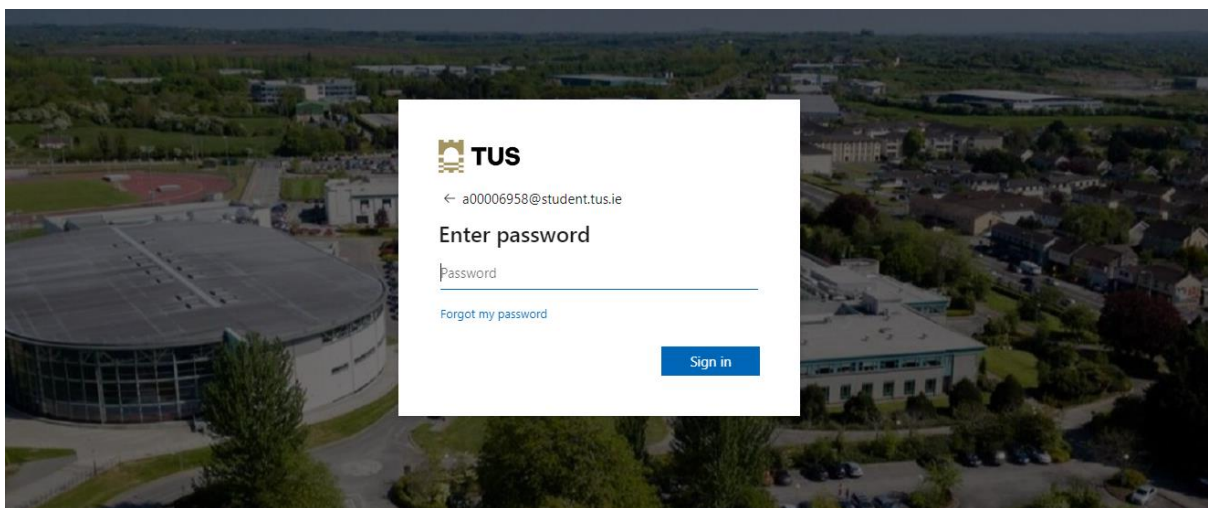 TUS
← a00006958@student.tus.ie
Enter password
Password
Forgot my password
Sign in